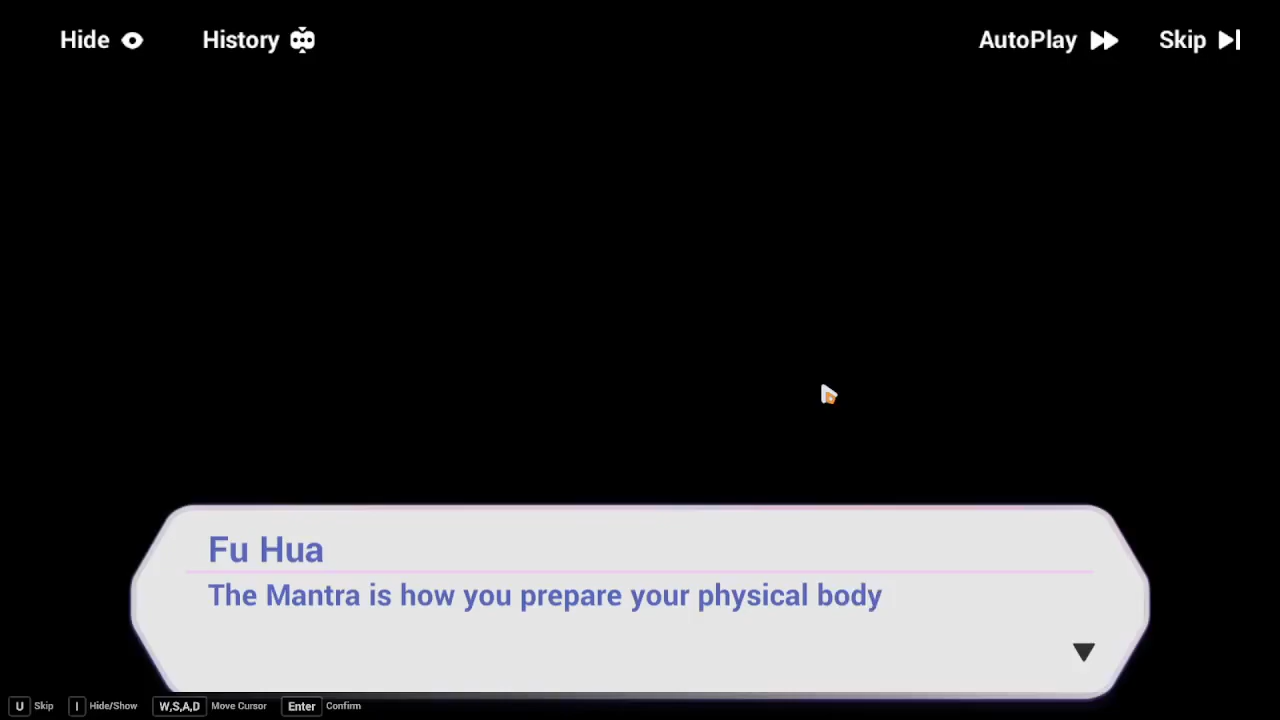 Hide
History
AutoPlay
Skip
Fu Hua
The Mantra is how you prepare your physical body
U Skip
I Hide/Show
W,S,A,D Move Cursor
Enter Confirm